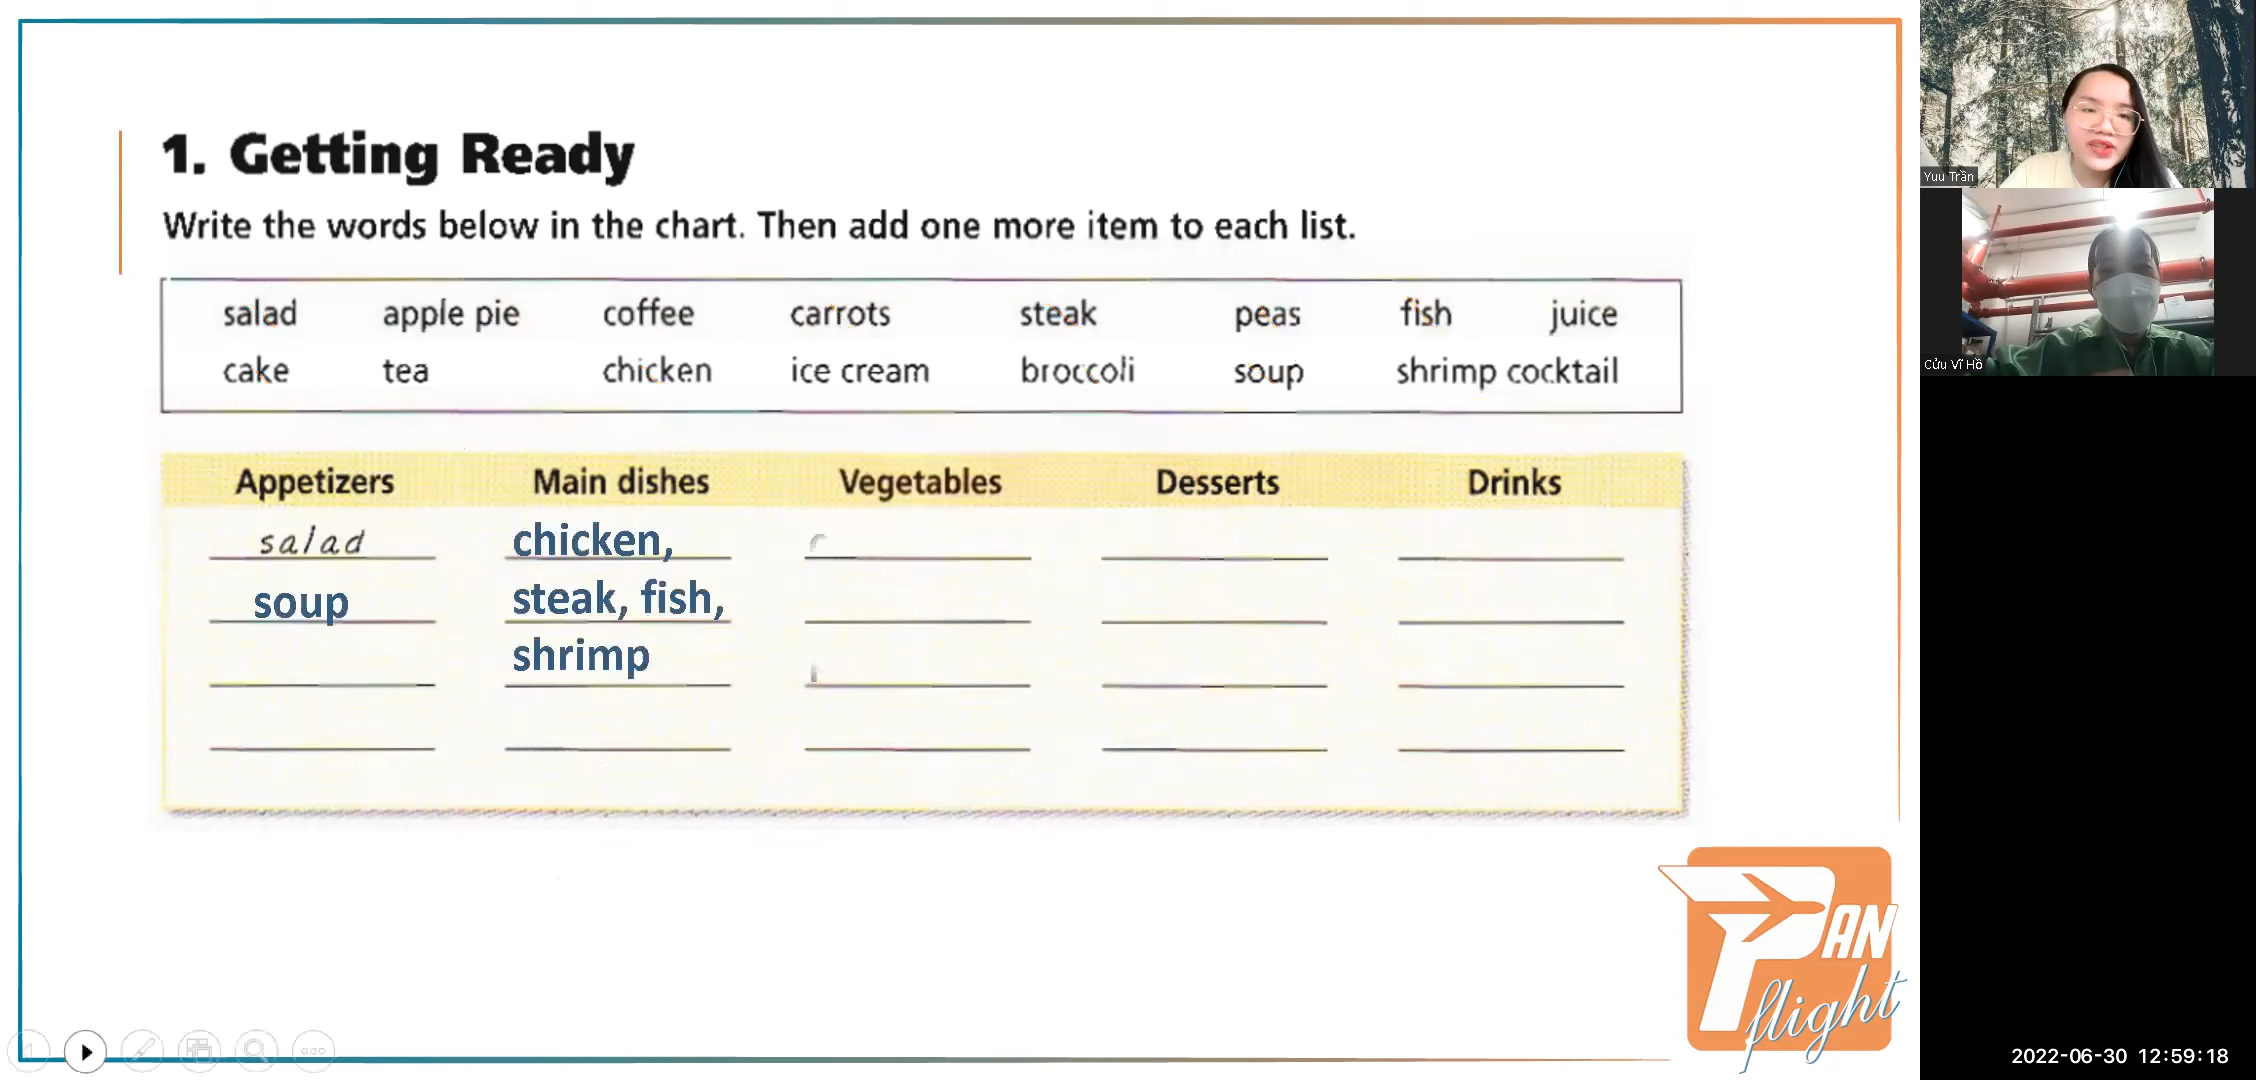 1. Getting Ready
Write the words below in the chart. Then add one more item to each list.
salad apple pie coffee carrots steak peas fish juice
cake tea chicken ice cream broccoli soup shrimp cocktail
Appetizers Main dishes Vegetables Desserts Drinks
salad chicken,
soup steak, fish,
shrimp
PAN
flight
Yuu Trần
Cửu Vĩ Hồ
2022-06-30 12:59:18